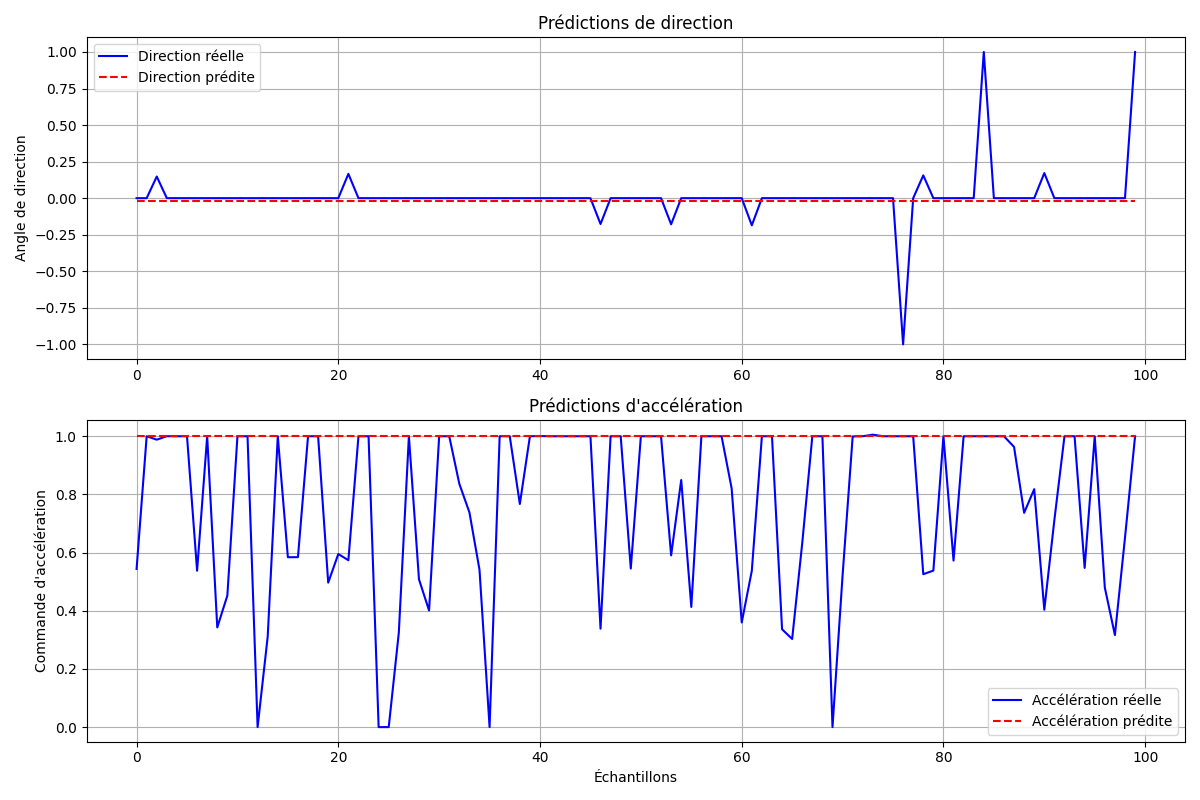 Prédictions de direction
1.00
0.75
0.50
0.25
0.00
−0.25
−0.50
−0.75
−1.00
Angle de direction
Direction réelle
Direction prédite
0 20 40 60 80 100
Prédictions d'accélération
1.0
0.8
0.6
0.4
0.2
0.0
Commande d'accélération
Accélération réelle
Accélération prédite
0 20 40 60 80 100
Échantillons